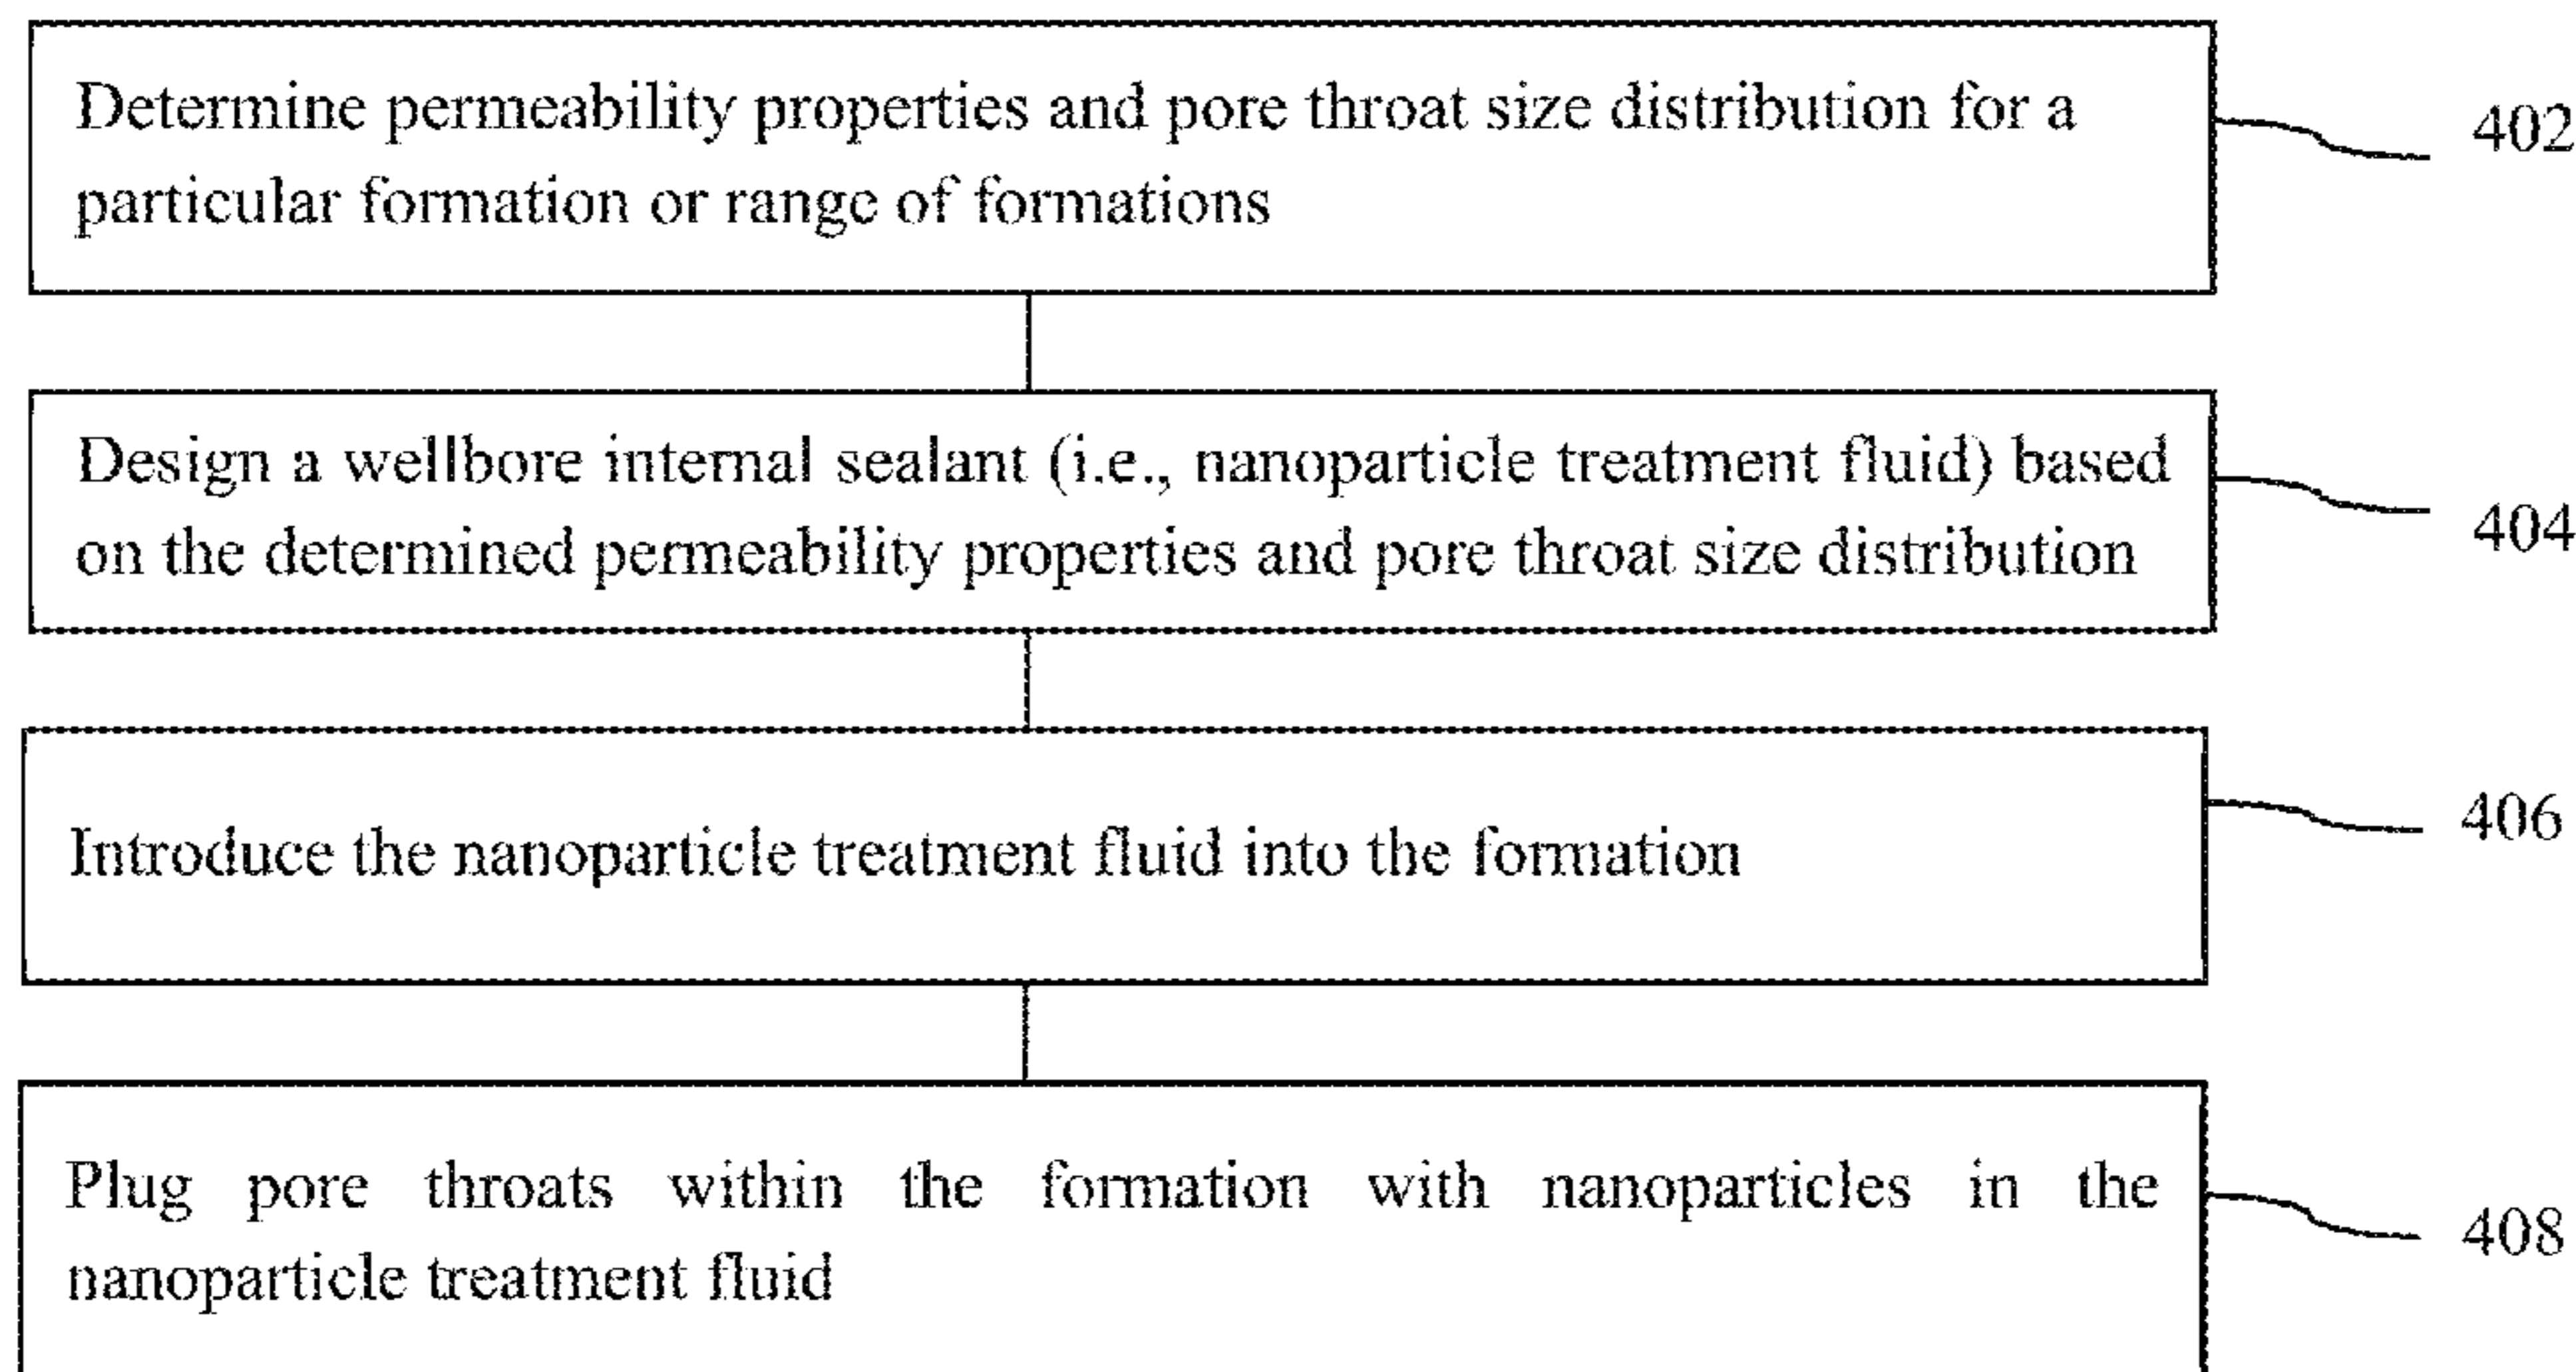 Determine permeability properties and pore throat size distribution for a
particular formation or range of formations
402
Design a wellbore internal sealant (i.e., nanoparticle treatment fluid) based
on the determined permeability properties and pore throat size distribution
404
Introduce the nanoparticle treatment fluid into the formation
406
Plug pore throats within the formation with nanoparticles in the
nanoparticle treatment fluid
408